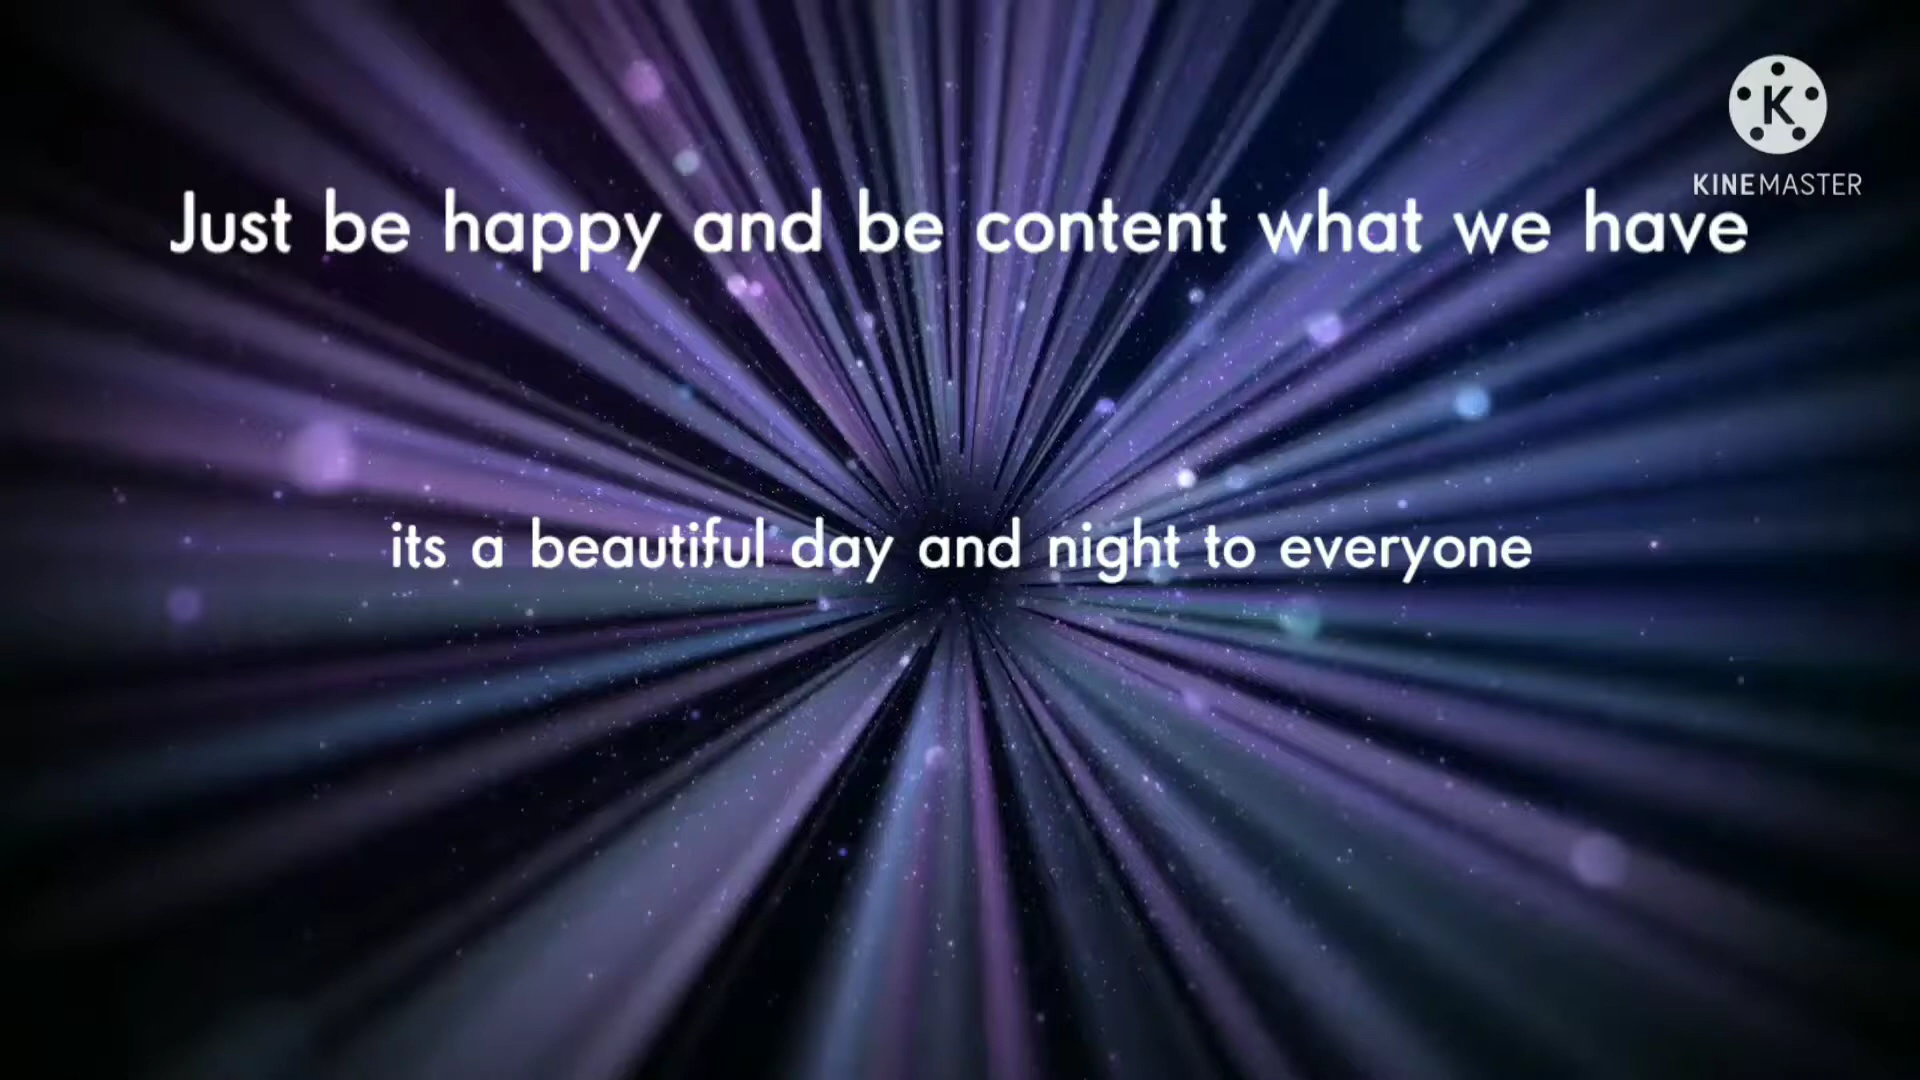 K
KINEMASTER
Just be happy and be content what we have
its a beautiful day and night to everyone